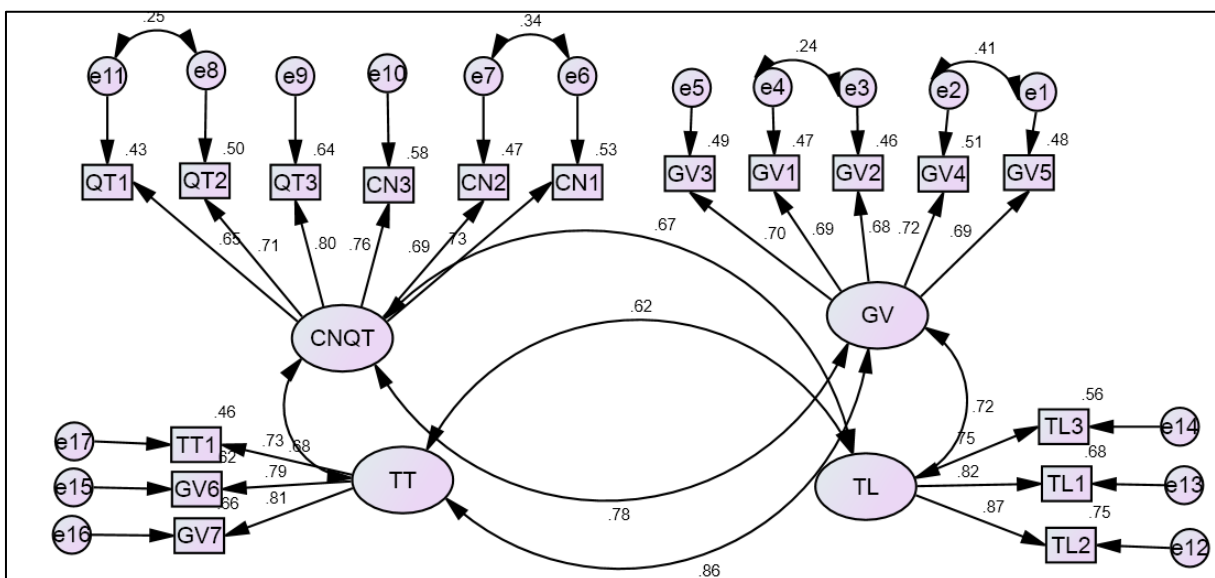 .25
.34
.24
.41
e11
e8
e9
e10
e7
e6
e5
e4
e3
e2
e1
.43
.50
.64
.58
.47
.53
.49
.47
.46
.51
.48
QT1
QT2
QT3
CN3
CN2
CN1
GV3
GV1
GV2
GV4
GV5
.65
.71
.80
.76
.69
.73
.67
.70
.69
.68
.72
.69
CNQT
.62
GV
.46
.72
.56
e17
TT1
.73
.68
.75
TL3
e14
.62
.68
e15
GV6
.79
TT
TL
.82
TL1
e13
.66
.81
.78
.87
.75
e16
GV7
TL2
e12
.86